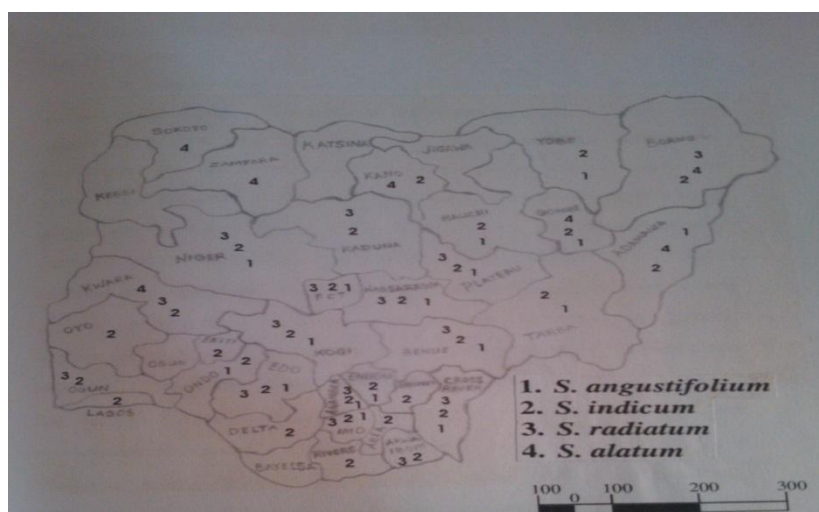 SOKOTO
4
ZAMFARA
4
KEBBI
KATSINA
KANO
4 2
JIGAWA
YOBE
2
1
BORNO
3
4
2
3
2
KADUNA
BAUCHI
2
1
GOMBE
4
2
1
ADAMAWA
1
4
2
NIGER
3
2
1
KWARA
4
3
2
FCT
3 2 1
NASSARAWA
3 2 1
PLATEAU
3
2 1
TARABA
2
1
OYO
2
OSUN
EKITI
2
ONDO
1 2
KOGI
3
2
1
BENUE
3
2
1
OGUN
3 2
2
LAGOS
EDO
3 2 1
DELTA
2
BAYELSA
RIVERS
2
3
2
1
2
1
2
3 2 1
IMO
2
AKWA
IBOM
3 2
CROSS
RIVER
3
2
1
1. S. angustifolium
2. S. indicum
3. S. radiatum
4. S. alatum
100 0 100 200 300